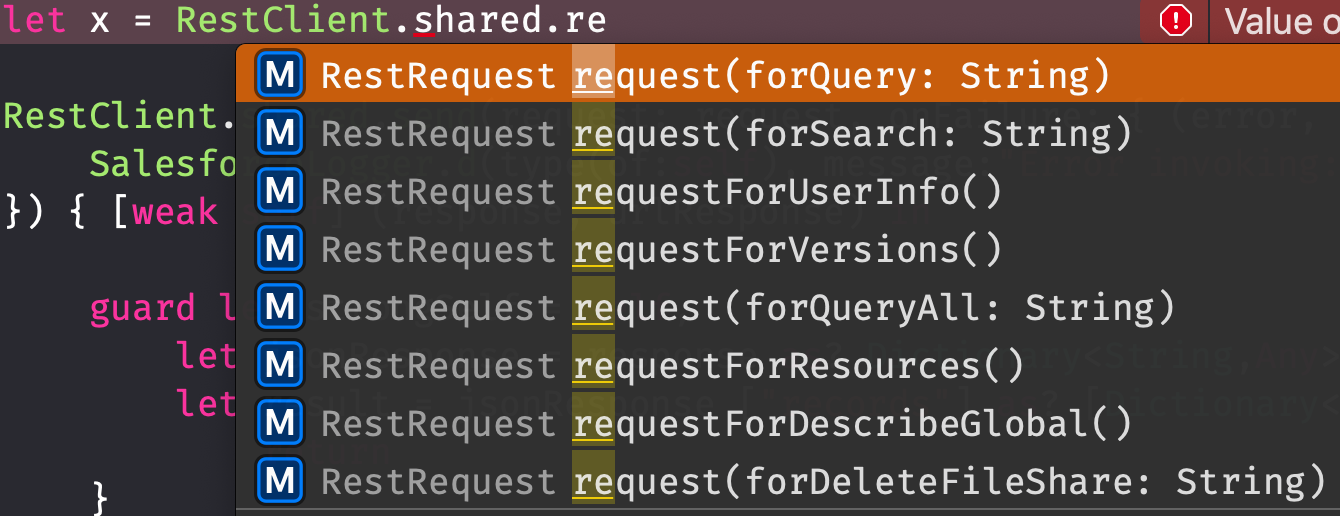 let x = RestClient.shared.re
Value o
M RestRequest request(forQuery: String)
RestClient.
M RestRequest request(forSearch: String)
Salesfo
M RestRequest requestForUserInfo()
}) { [weak
M RestRequest requestForVersions()
guard l
M RestRequest request(forQueryAll: String)
let
M RestRequest requestForResources()
let
M RestRequest requestForDescribeGlobal()
}
M RestRequest request(forDeleteFileShare: String)